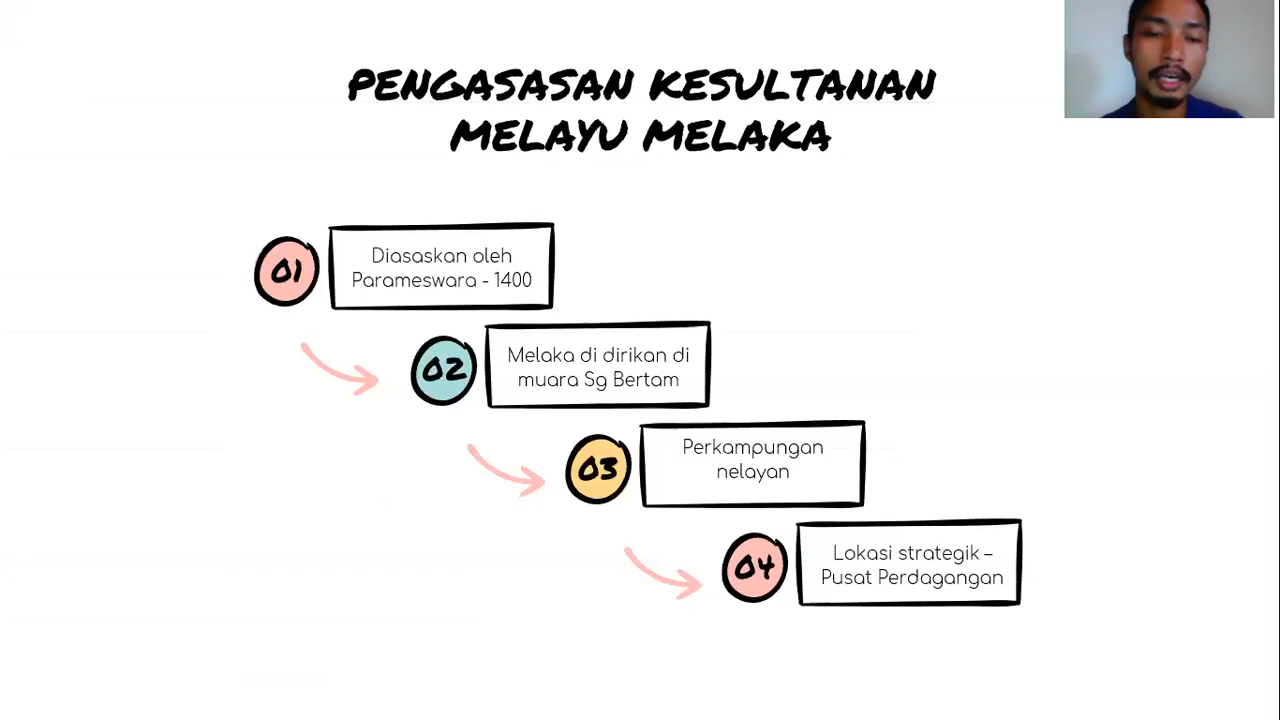 PENGASASAN KESULTANAN
MELAYU MELAKA
01
Diasaskan oleh
Parameswara - 1400
02
Melaka di dirikan di
muara Sg Bertam
03
Perkampungan
nelayan
04
Lokasi strategik –
Pusat Perdagangan